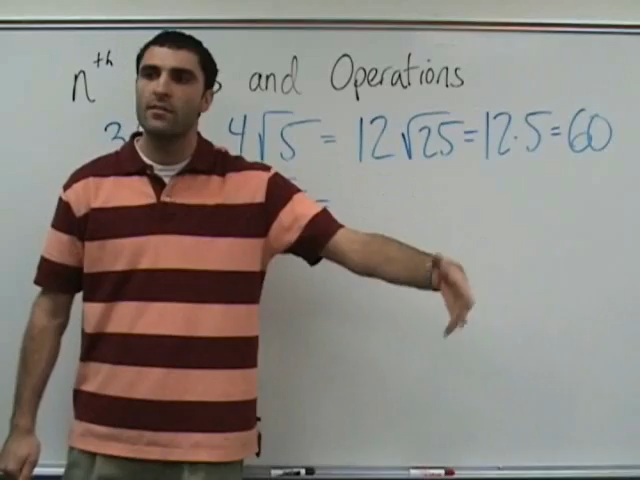 nth and Operations
3 4√5 = 12√25 = 12·5 = 60
=